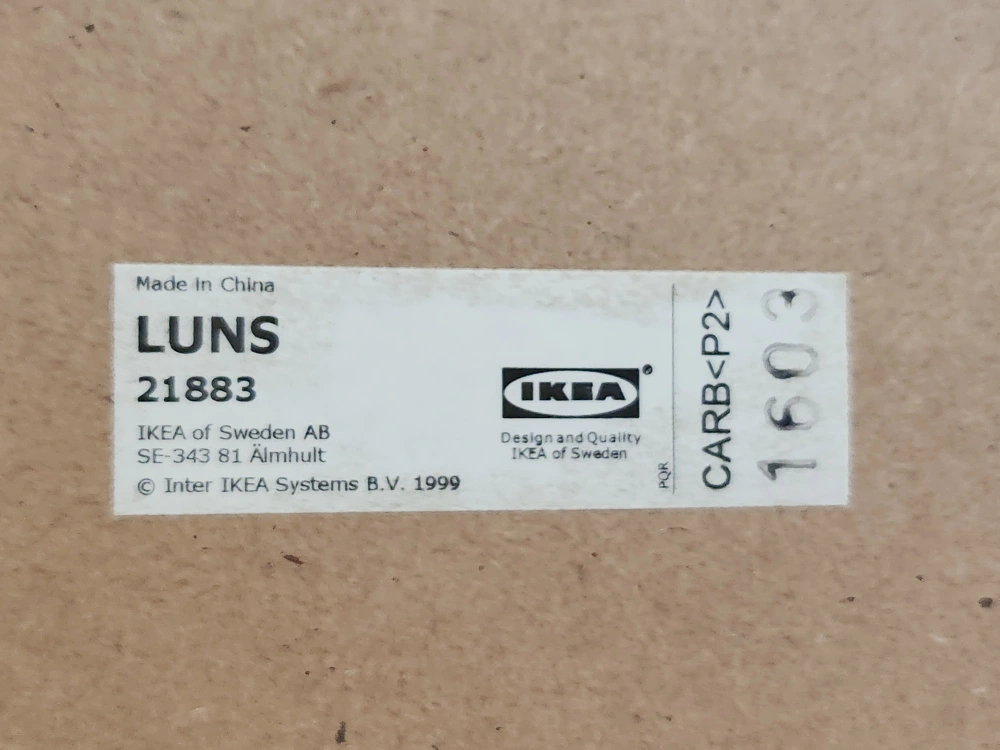 Made in China
LUNS
21883
IKEA of Sweden AB
SE-343 81 Älmhult
© Inter IKEA Systems B.V. 1999
IKEA®
Design and Quality
IKEA of Sweden
PQR
CARB<P2>
1603